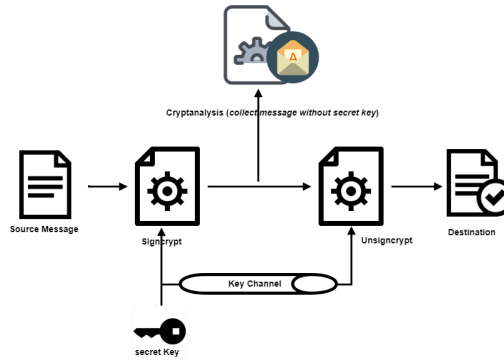 Cryptanalysis (collect message without secret key)
Source Message
Signcrypt
Unsigncrypt
Destination
Key Channel
secret Key